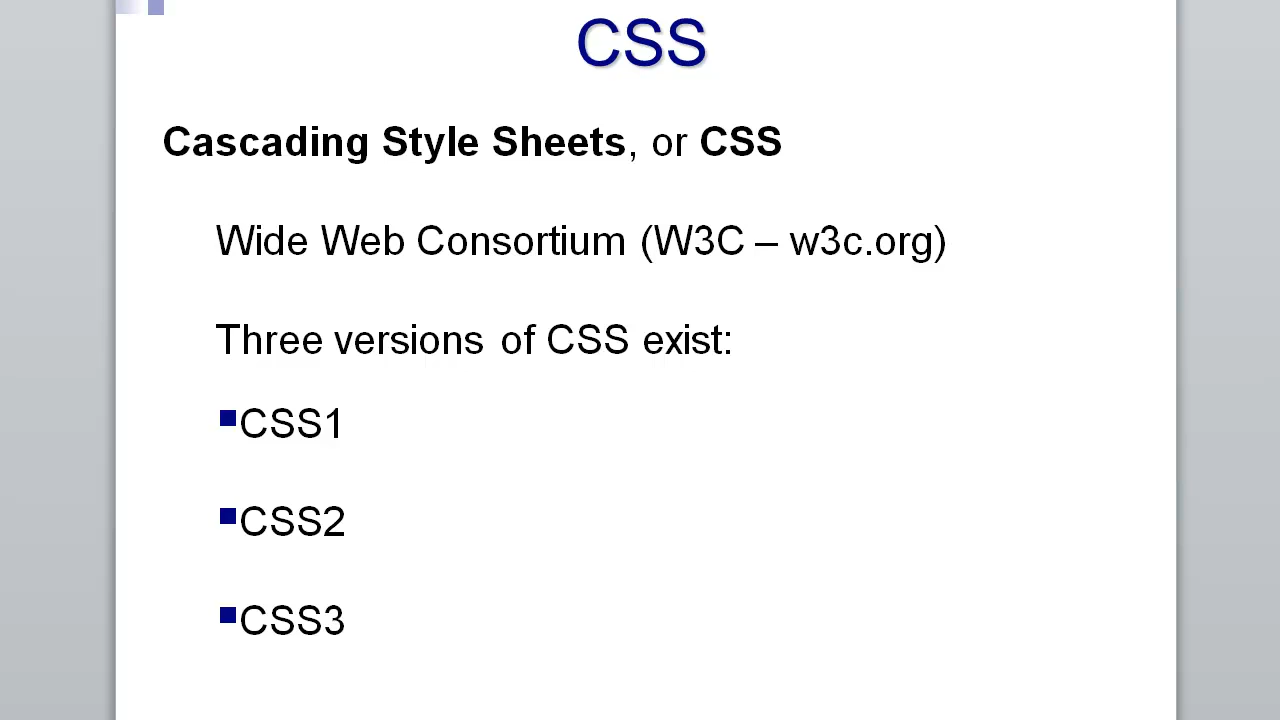 CSS
Cascading Style Sheets, or CSS
Wide Web Consortium (W3C – w3c.org)
Three versions of CSS exist:
CSS1
CSS2
CSS3